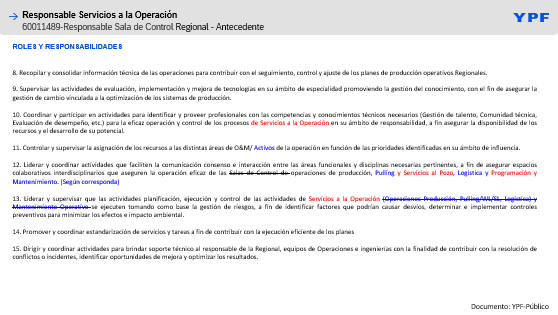 Responsable Servicios a la Operación
YPF
60011489-Responsable Sala de Control Regional - Antecedente
ROLES Y RESPONSABILIDADES
8. Recopilar y consolidar información técnica de las operaciones para contribuir con el seguimiento, control y ajuste de los planes de producción operativos Regionales.
9. Supervisar las actividades de evaluación, implementación y mejora de tecnologías en su ámbito de especialidad promoviendo la gestión del conocimiento, con el fin de asegurar la
gestión de cambio vinculada a la optimización de los sistemas de producción.
10. Coordinar y participar en actividades para identificar y proveer profesionales con las competencias y conocimientos técnicos necesarios (Gestión de talento, Comunidad técnica,
Evaluación de desempeño, etc.) para la eficaz operación y control de los procesos de Servicios a la Operación en su ámbito de responsabilidad, a fin asegurar la disponibilidad de los
recursos y el desarrollo de su potencial.
11. Controlar y supervisar la asignación de los recursos a las distintas áreas de O&M/ Activos de la operación en función de las prioridades identificadas en su ámbito de influencia.
12. Liderar y coordinar actividades que faciliten la comunicación consenso e interacción entre las áreas funcionales y disciplinas necesarias pertinentes, a fin de asegurar espacios
colaborativos interdisciplinarios que aseguren la operación eficaz de las Salas de Control de operaciones de producción, Pulling y Servicios al Pozo, Logística y Programación y
Mantenimiento. (Según corresponda)
13. Liderar y supervisar que las actividades planificación, ejecución y control de las actividades de Servicios a la Operación (Operaciones Producción, Pulling/WL/SL, Logística) y
Mantenimiento Operativo se ejecuten tomando como base la gestión de riesgos, a fin de identificar factores que podrían causar desvíos, determinar e implementar controles
preventivos para minimizar los efectos e impacto ambiental.
14. Promover y coordinar estandarización de servicios y tareas a fin de contribuir con la ejecución eficiente de los planes
15. Dirigir y coordinar actividades para brindar soporte técnico al responsable de la Regional, equipos de Operaciones e ingenierías con la finalidad de contribuir con la resolución de
conflictos o incidentes, identificar oportunidades de mejora y optimizar los resultados.
Documento: YPF-Público